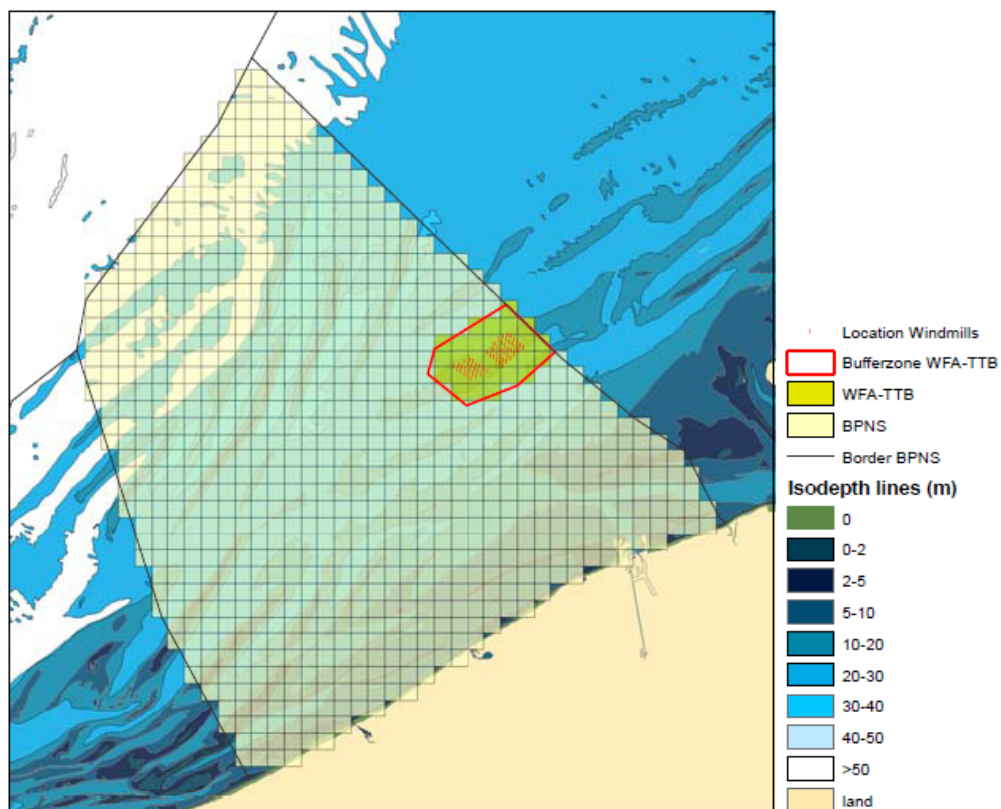 Location Windmills
Bufferzone WFA-TTB
WFA-TTB
BPNS
Border BPNS
Isodepth lines (m)
0
0-2
2-5
5-10
10-20
20-30
30-40
40-50
>50
land